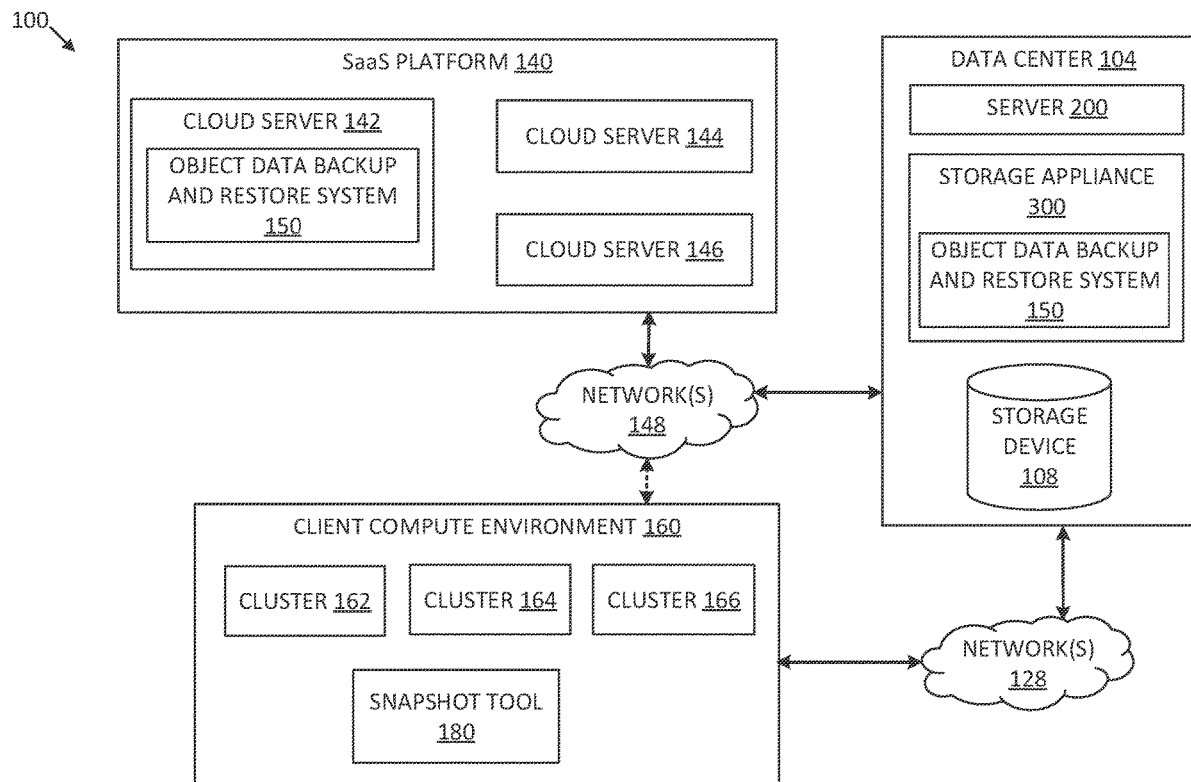 100
SaaS PLATFORM 140
CLOUD SERVER 142
OBJECT DATA BACKUP
AND RESTORE SYSTEM
150
CLOUD SERVER 144
CLOUD SERVER 146
DATA CENTER 104
SERVER 200
STORAGE APPLIANCE
300
OBJECT DATA BACKUP
AND RESTORE SYSTEM
150
STORAGE
DEVICE
108
NETWORK(S)
148
CLIENT COMPUTE ENVIRONMENT 160
CLUSTER 162
CLUSTER 164
CLUSTER 166
SNAPSHOT TOOL
180
NETWORK(S)
128